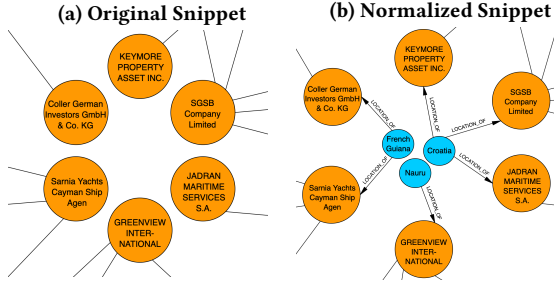 (a) Original Snippet
KEYMORE
PROPERTY
ASSET INC.
Coller German
Investors GmbH
& Co. KG
SGSB
Company
Limited
Sarnia Yachts
Cayman Ship
Agen
JADRAN
MARITIME
SERVICES
S.A.
GREENVIEW
INTER-
NATIONAL
(b) Normalized Snippet
KEYMORE
PROPERTY
ASSET INC.
Coller German
Investors GmbH
& Co. KG
SGSB
Company
Limited
LOCATION_OF
LOCATION_OF
LOCATION_OF
French
Guiana
Croatia
Nauru
LOCATION_OF
LOCATION_OF
LOCATION_OF
Sarnia Yachts
Cayman Ship
Agen
JADRAN
MARITIME
SERVICES
S.A.
GREENVIEW
INTER-
NATIONAL